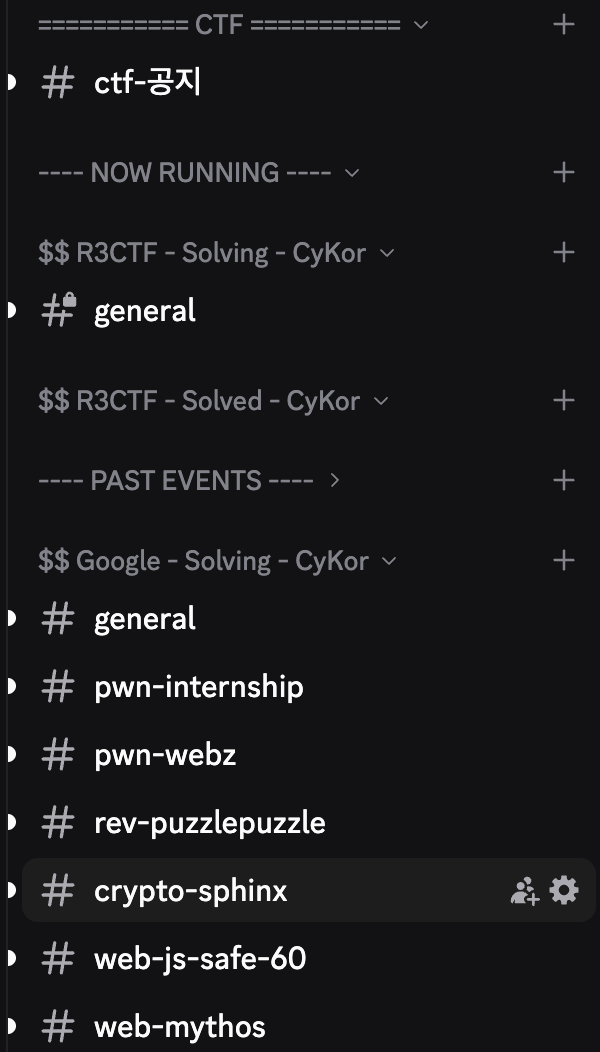 =========== CTF ===========
ctf-공지
---- NOW RUNNING ----
$$ R3CTF - Solving - CyKor
general
$$ R3CTF - Solved - CyKor
---- PAST EVENTS ----
$$ Google - Solving - CyKor
general
pwn-internship
pwn-webz
rev-puzzlepuzzle
crypto-sphinx
web-js-safe-60
web-mythos